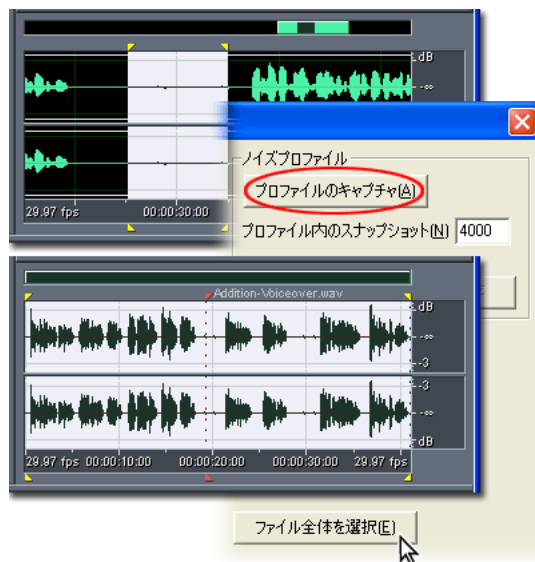 dB
-∞
29.97 fps
00:00:30:00
ノイズプロファイル
プロファイルのキャプチャ(A)
プロファイル内のスナップショット(N) 4000
Addition-Voiceover.wav
dB
-∞
-3
-3
-∞
dB
29.97 fps 00:00:10:00 00:00:20:00 00:00:30:00 29.97 fps
ファイル全体を選択(E)